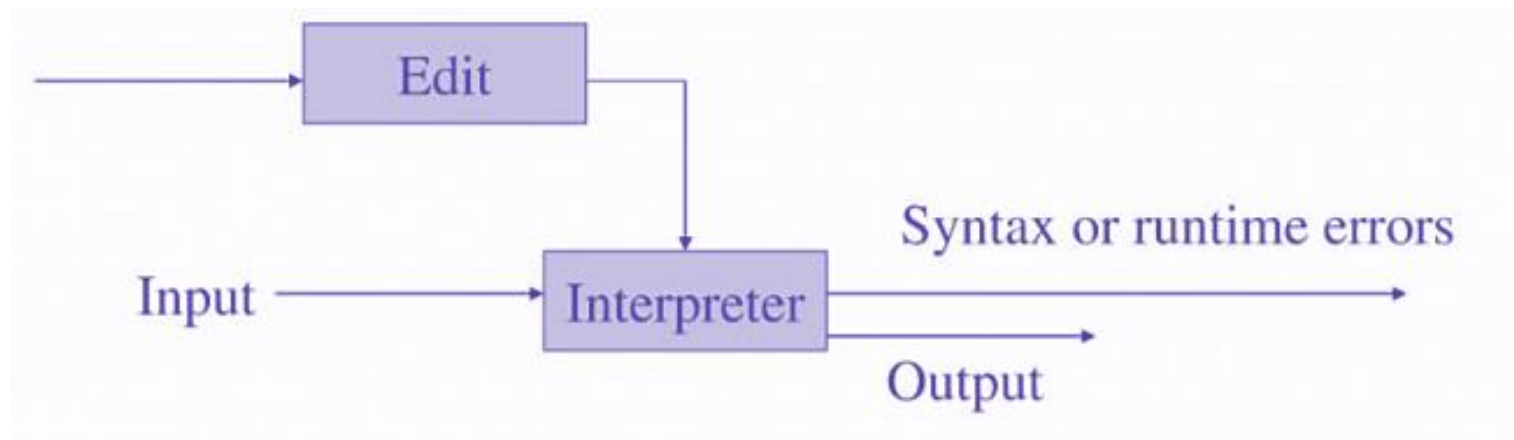 Edit
Syntax or runtime errors
Input
Interpreter
Output